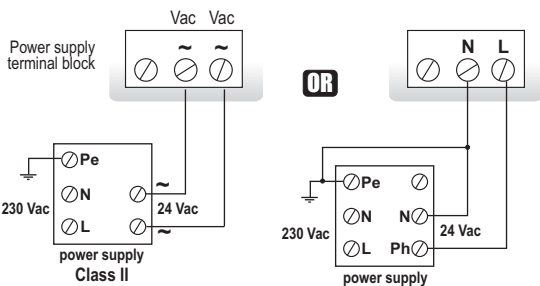 Vac Vac
Power supply
terminal block
~ ~
Pe
N
L
230 Vac
~
24 Vac
~
power supply
Class II
OR
N L
Pe
N
L
230 Vac
N
Ph
24 Vac
power supply